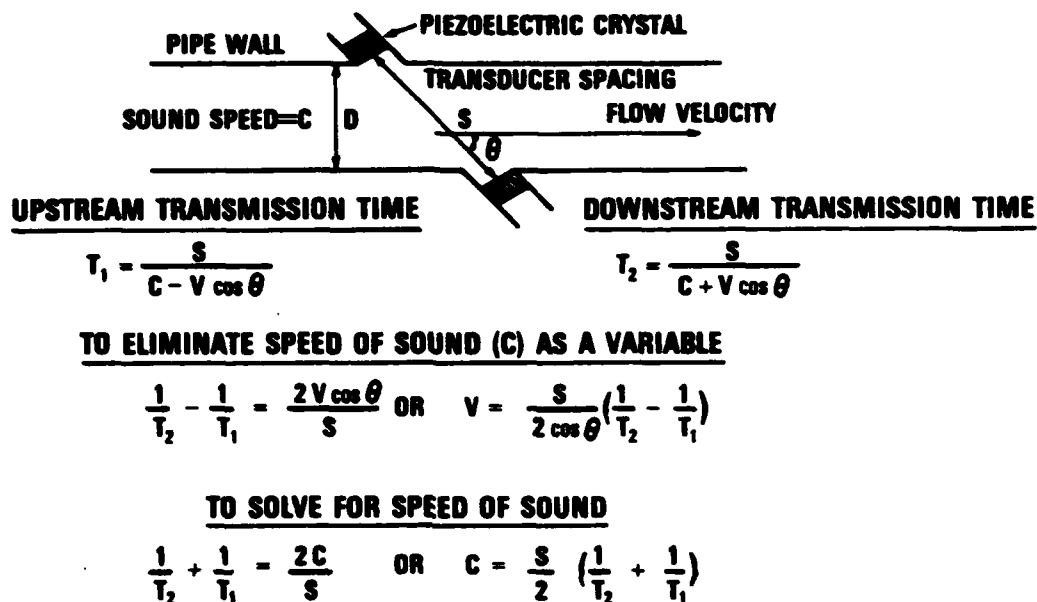 PIEZOELECTRIC CRYSTAL
PIPE WALL
TRANSDUCER SPACING
SOUND SPEED=C D S FLOW VELOCITY
θ
UPSTREAM TRANSMISSION TIME
T₁ = S / (C − V cos θ)
DOWNSTREAM TRANSMISSION TIME
T₂ = S / (C + V cos θ)
TO ELIMINATE SPEED OF SOUND (C) AS A VARIABLE
1/T₂ − 1/T₁ = 2 V cos θ / S OR V = S / 2 cos θ (1/T₂ − 1/T₁)
TO SOLVE FOR SPEED OF SOUND
1/T₂ + 1/T₁ = 2C / S OR C = S/2 (1/T₂ + 1/T₁)